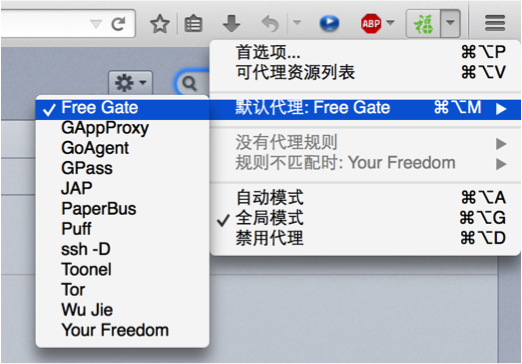 ABP
福
首选项... ⌘⌥P
可代理资源列表 ⌘⌥V
默认代理: Free Gate ⌘⌥M
没有代理规则
规则不匹配时: Your Freedom
自动模式 ⌘⌥A
全局模式 ⌘⌥G
禁用代理 ⌘⌥D
Free Gate
GAppProxy
GoAgent
GPass
JAP
PaperBus
Puff
ssh -D
Toonel
Tor
Wu Jie
Your Freedom